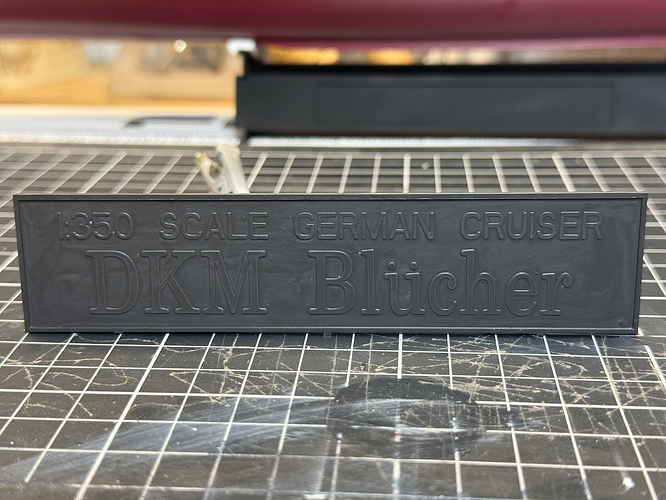 1:350 SCALE GERMAN CRUISER
DKM Blücher